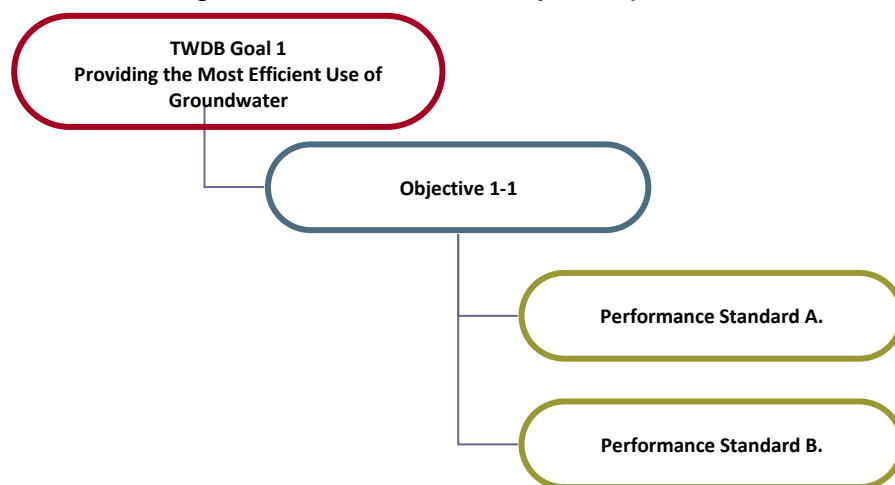 TWDB Goal 1
Providing the Most Efficient Use of
Groundwater
Objective 1-1
Performance Standard A.
Performance Standard B.